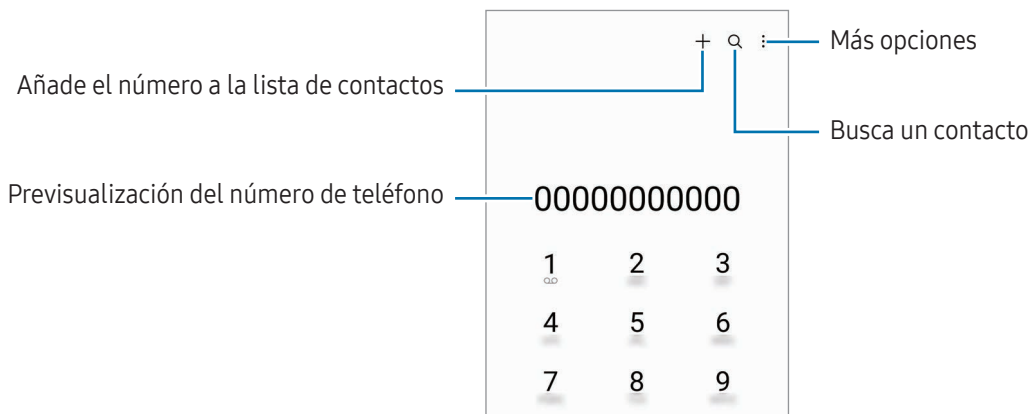 Más opciones
Añade el número a la lista de contactos
Busca un contacto
Previsualización del número de teléfono
00000000000
1 2 3
4 5 6
7 8 9